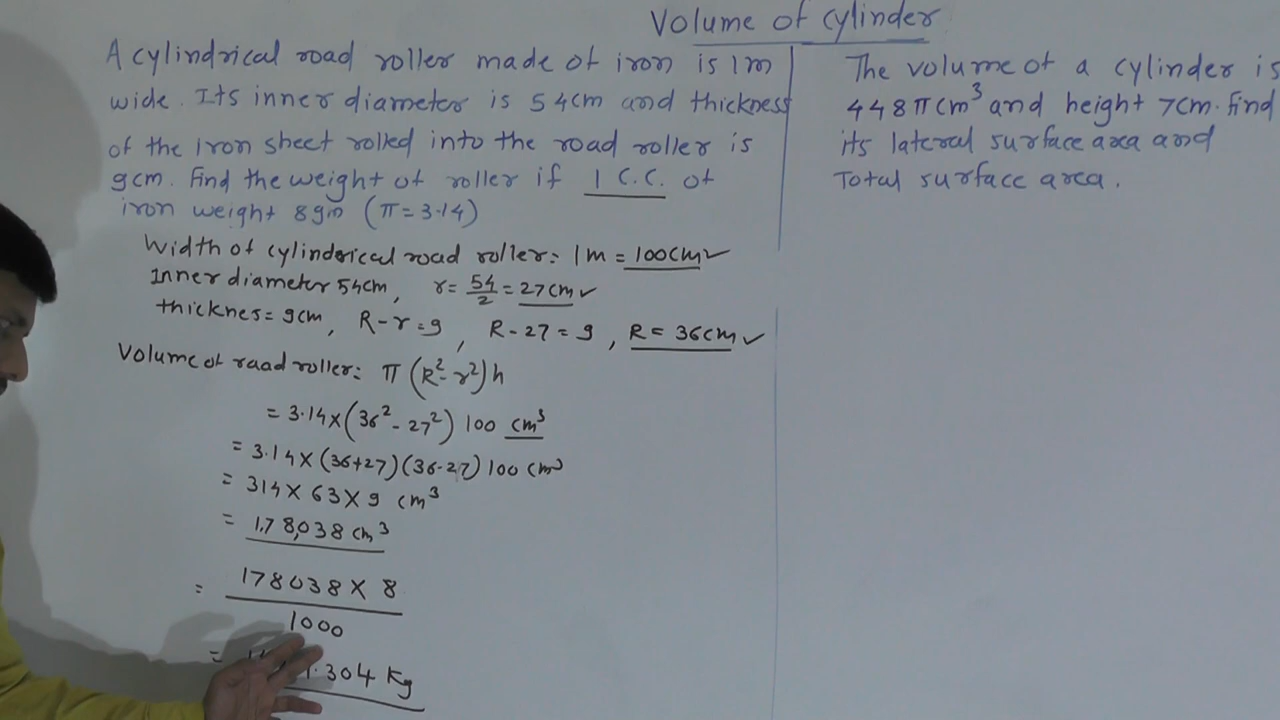 Volume of cylinder
A cylindrical road roller made of iron is 1m
wide. Its inner diameter is 54cm and thickness
of the iron sheet rolled into the road roller is
9cm. find the weight of roller if 1 C.C. of
iron weight 8gm (π=3.14)
Width of cylinderical road roller: 1m = 100cm✓
Inner diameter 54cm, r= 54/2 = 27cm✓
thicknes=9cm, R-r=9, R-27=9, R=36cm✓
Volume of raad roller: π(R²-r²)h
= 3.14×(36²-27²) 100 cm³
= 3.14×(36+27)(36-27) 100 cm³
= 314×63×9 cm³
= 1,78,038 cm³
= 178038×8 / 1000
= .304 Kg
The volume of a cylinder is
448πcm³ and height 7cm. find
its lateral surface area and
Total surface area.